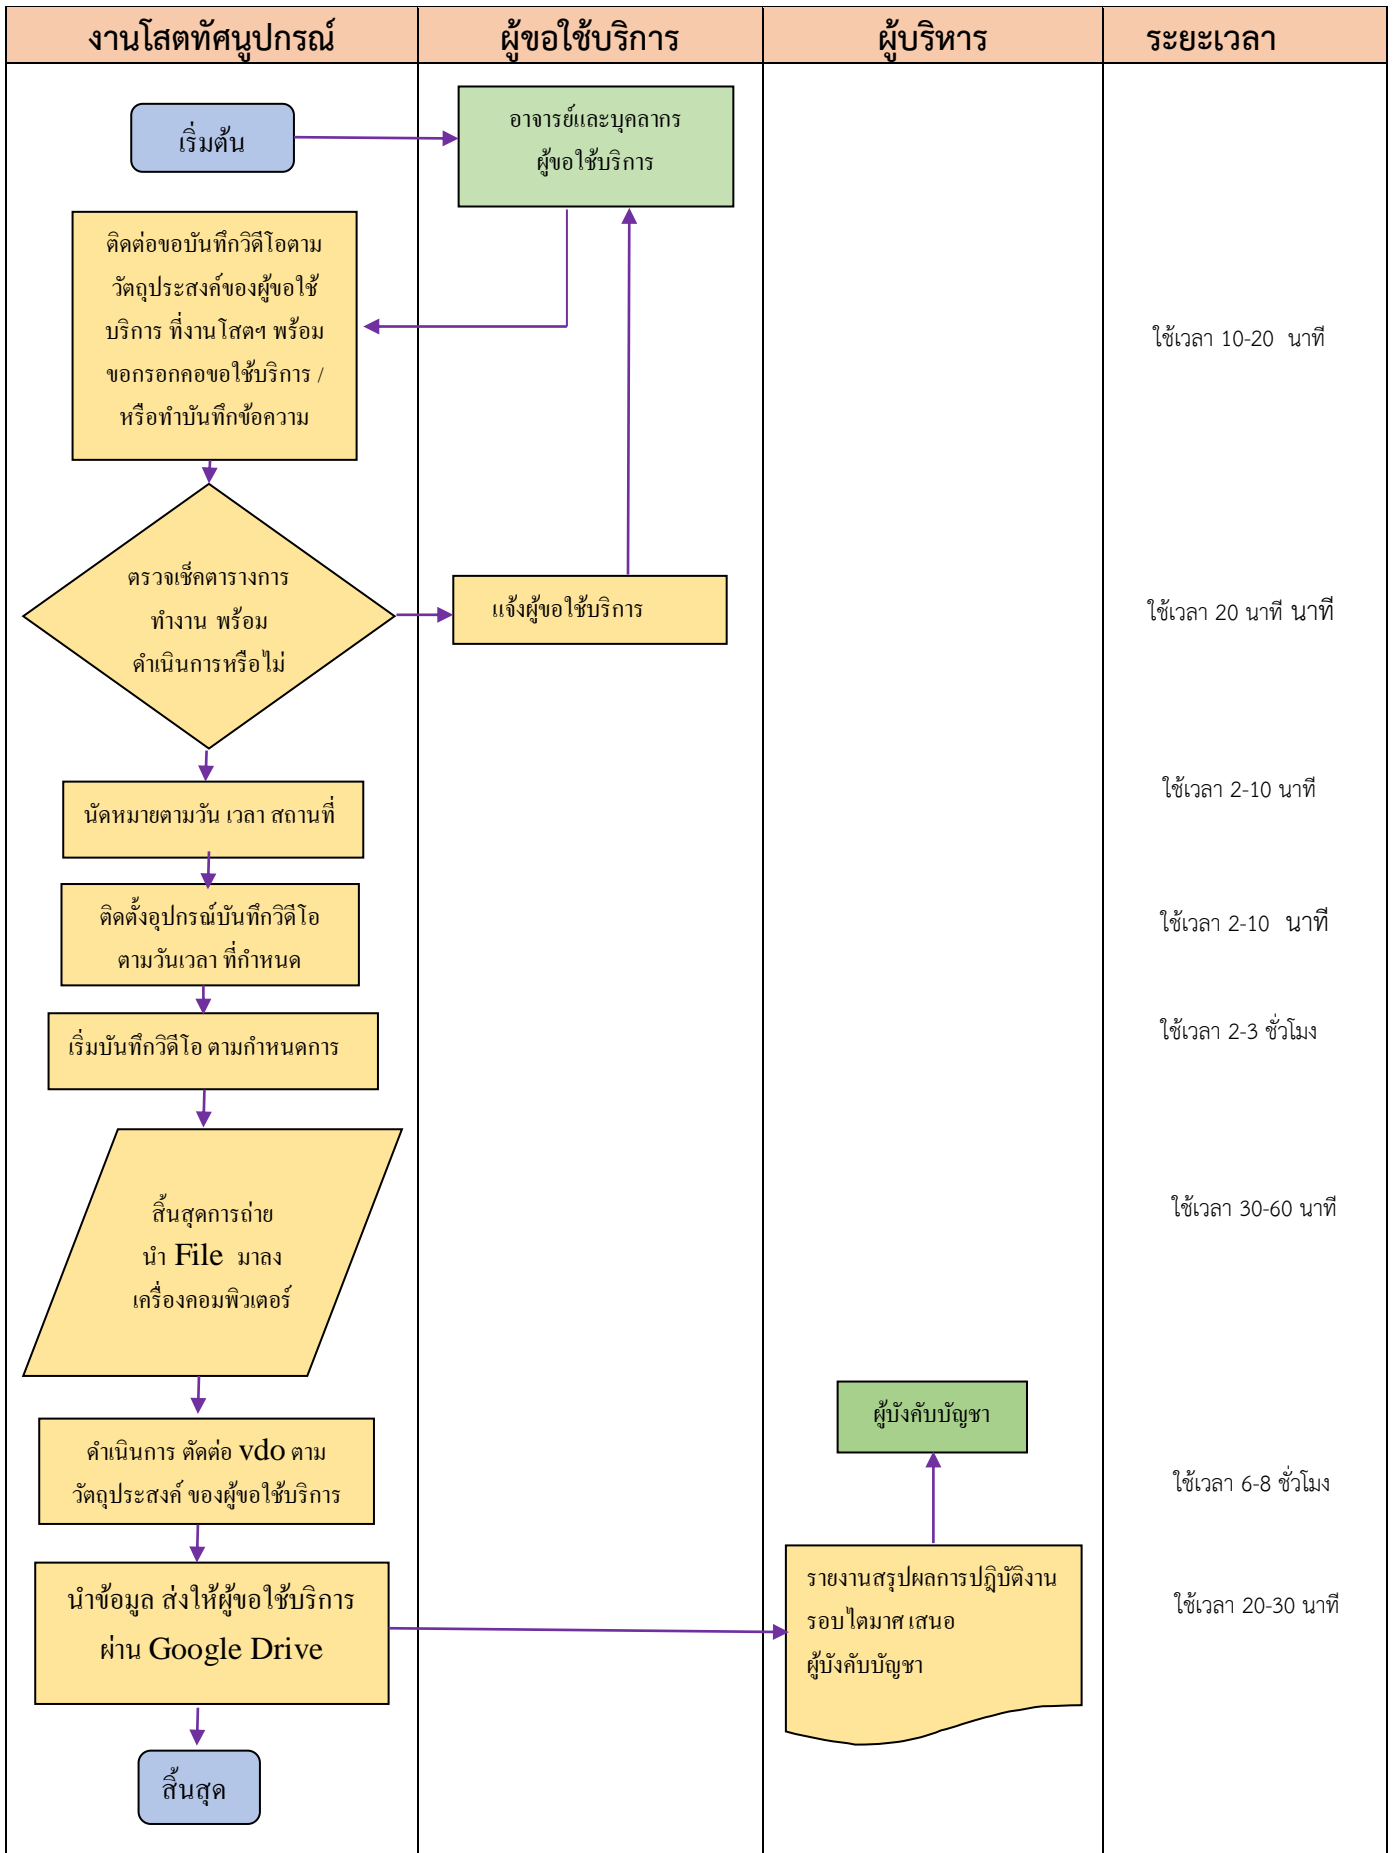 งานโสตทัศนูปกรณ์
ผู้ขอใช้บริการ
ผู้บริหาร
ระยะเวลา
เริ่มต้น
อาจารย์และบุคลากร
ผู้ขอใช้บริการ
ติดต่อขอบันทึกวิดีโอตาม
วัตถุประสงค์ของผู้ขอใช้
บริการ ที่งานโสตฯ พร้อม
ขอกรอกคอขอใช้บริการ /
หรือทำบันทึกข้อความ
ใช้เวลา 10-20 นาที
ตรวจเช็คตารางการ
ทำงาน พร้อม
ดำเนินการหรือไม่
แจ้งผู้ขอใช้บริการ
ใช้เวลา 20 นาที นาที
นัดหมายตามวัน เวลา สถานที่
ใช้เวลา 2-10 นาที
ติดตั้งอุปกรณ์บันทึกวิดีโอ
ตามวันเวลา ที่กำหนด
ใช้เวลา 2-10 นาที
เริ่มบันทึกวิดีโอ ตามกำหนดการ
ใช้เวลา 2-3 ชั่วโมง
สิ้นสุดการถ่าย
นำ File มาลง
เครื่องคอมพิวเตอร์
ใช้เวลา 30-60 นาที
ดำเนินการ ตัดต่อ vdo ตาม
วัตถุประสงค์ ของผู้ขอใช้บริการ
ผู้บังคับบัญชา
ใช้เวลา 6-8 ชั่วโมง
นำข้อมูล ส่งให้ผู้ขอใช้บริการ
ผ่าน Google Drive
รายงานสรุปผลการปฎิบัติงาน
รอบไตมาศ เสนอ
ผู้บังคับบัญชา
ใช้เวลา 20-30 นาที
สิ้นสุด